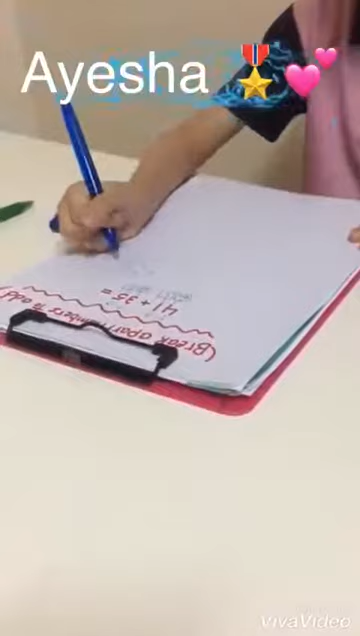 Ayesha 🎖💕
(Break apart numbers to add)
41 + 35 =
VivaVideo